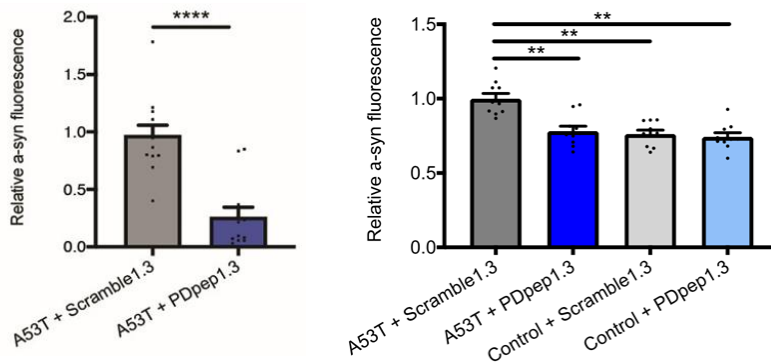 Relative a-syn fluorescence
2.0
1.5
1.0
0.5
0.0
****
A53T + Scramble1.3
A53T + PDpep1.3
Relative a-syn fluorescence
1.5
1.0
0.5
0.0
**
**
**
A53T + Scramble1.3
A53T + PDpep1.3
Control + Scramble1.3
Control + PDpep1.3